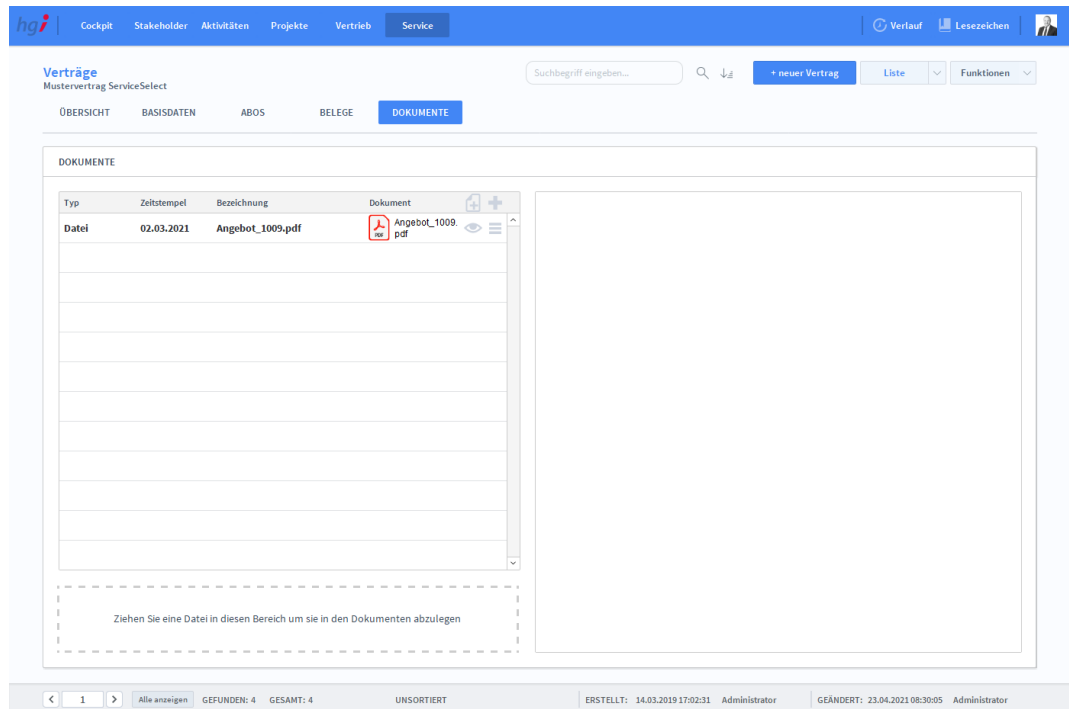 hgi Cockpit Stakeholder Aktivitäten Projekte Vertrieb Service Verlauf Lesezeichen
Verträge
Mustervertrag ServiceSelect
Suchbegriff eingeben... + neuer Vertrag Liste Funktionen
ÜBERSICHT BASISDATEN ABOS BELEGE DOKUMENTE
DOKUMENTE
Typ Zeitstempel Bezeichnung Dokument
Datei 02.03.2021 Angebot_1009.pdf PDF Angebot_1009.
pdf
Ziehen Sie eine Datei in diesen Bereich um sie in den Dokumenten abzulegen
1 Alle anzeigen GEFUNDEN: 4 GESAMT: 4 UNSORTIERT ERSTELLT: 14.03.2019 17:02:31 Administrator GEÄNDERT: 23.04.2021 08:30:05 Administrator